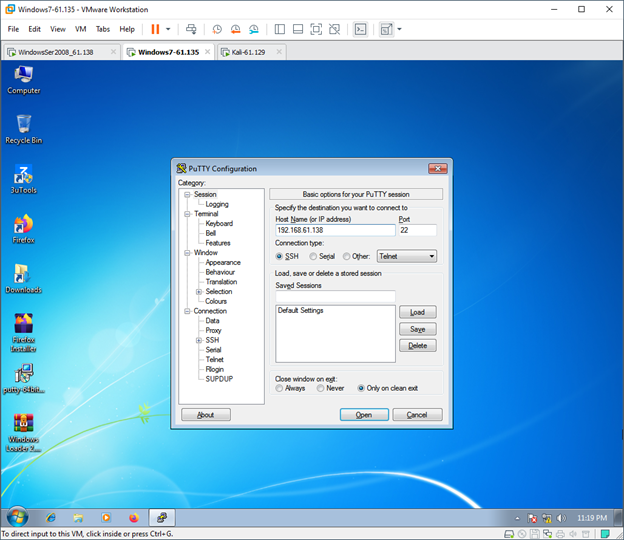 Windows7-61.135 - VMware Workstation
File Edit View VM Tabs Help
WindowsSer2008_61.138 Windows7-61.135 Kali-61.129
Computer
Recycle Bin
3uTools
Firefox
Downloads
Firefox
Installer
putty-64bit...
Windows
Loader 2....
PuTTY Configuration
Category:
Session
Logging
Terminal
Keyboard
Bell
Features
Window
Appearance
Behaviour
Translation
Selection
Colours
Connection
Data
Proxy
SSH
Serial
Telnet
Rlogin
SUPDUP
Basic options for your PuTTY session
Specify the destination you want to connect to
Host Name (or IP address) Port
192.168.61.138 22
Connection type:
SSH Serial Other: Telnet
Load, save or delete a stored session
Saved Sessions
Default Settings
Load
Save
Delete
Close window on exit:
Always Never Only on clean exit
About Open Cancel
11:19 PM
To direct input to this VM, click inside or press Ctrl+G.